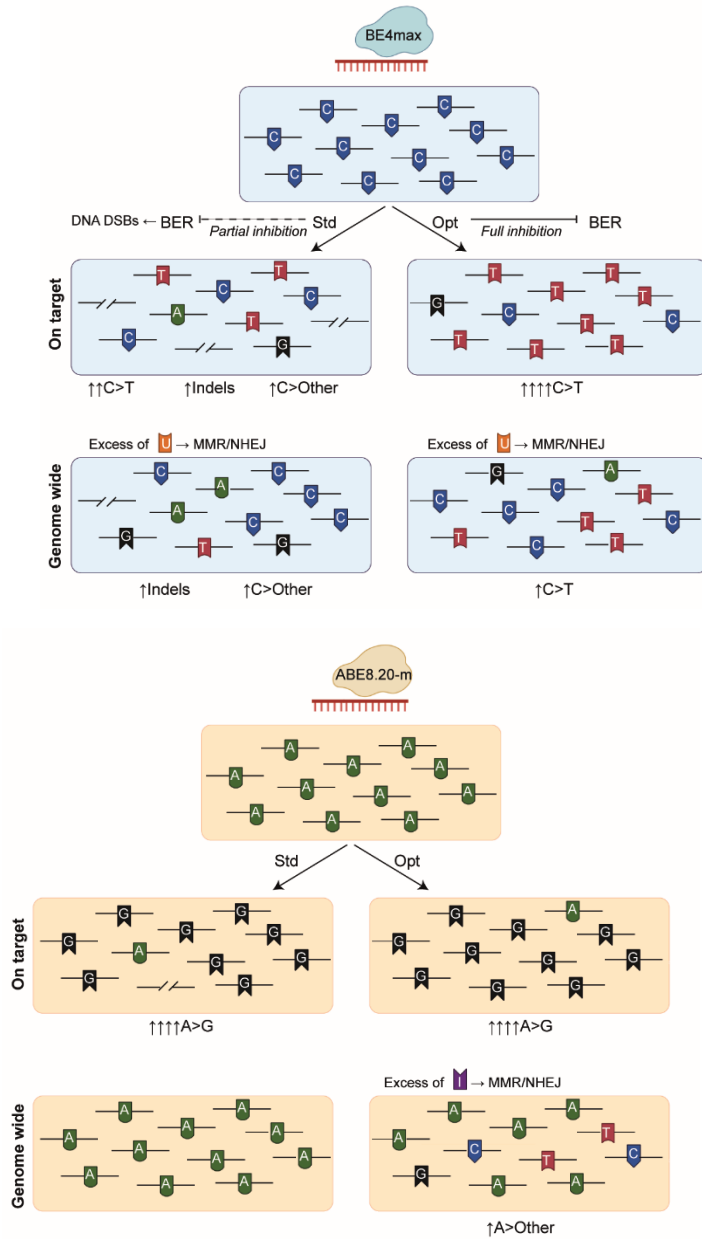 BE4max
C C C C C C C C C C C
DNA DSBs ← BER Partial inhibition Std Opt Full inhibition BER
On target
T C T C A T C G
T T T T G C T C T T T
↑↑C>T ↑Indels ↑C>Other ↑↑↑↑C>T
Excess of U → MMR/NHEJ Excess of U → MMR/NHEJ
Genome wide
C C A C A C C G T G
G A C T C C T C T C T
↑Indels ↑C>Other ↑C>T
ABE8.20-m
A A A A A A A A A A A
Std Opt
On target
G G G G G A G G G G
G A G G G G G G G G G
↑↑↑↑A>G ↑↑↑↑A>G
Excess of I → MMR/NHEJ
Genome wide
A A A A A A A A A A A
A A A T A C C T G A A
↑A>Other